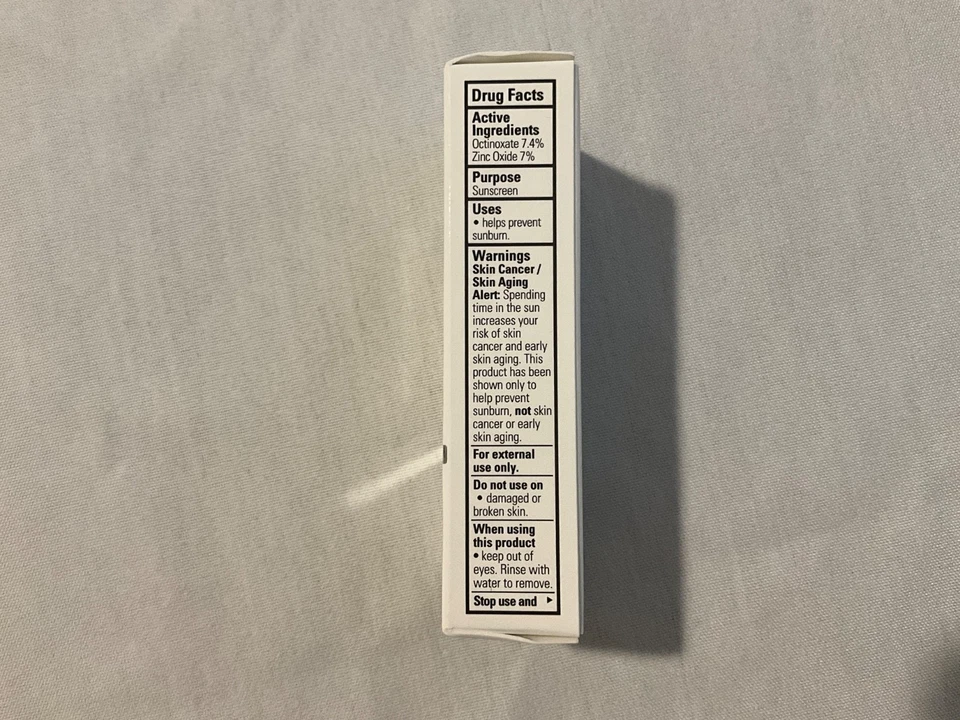 Drug Facts
Active
Ingredients
Octinoxate 7.4%
Zinc Oxide 7%
Purpose
Sunscreen
Uses
• helps prevent
sunburn.
Warnings
Skin Cancer /
Skin Aging
Alert: Spending
time in the sun
increases your
risk of skin
cancer and early
skin aging. This
product has been
shown only to
help prevent
sunburn, not skin
cancer or early
skin aging.
For external
use only.
Do not use on
• damaged or
broken skin.
When using
this product
• keep out of
eyes. Rinse with
water to remove.
Stop use and ▶